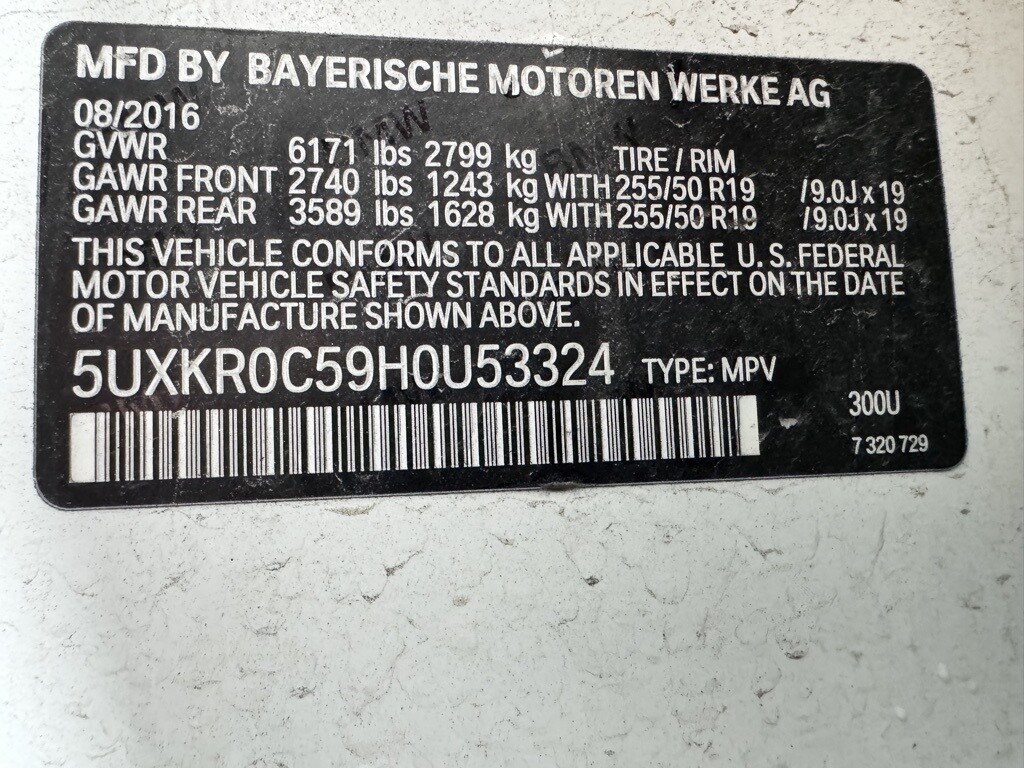 MFD BY BAYERISCHE MOTOREN WERKE AG
08/2016
GVWR 6171 lbs 2799 kg TIRE / RIM
GAWR FRONT 2740 lbs 1243 kg WITH 255/50 R19 /9.0J x 19
GAWR REAR 3589 lbs 1628 kg WITH 255/50 R19 /9.0J x 19
THIS VEHICLE CONFORMS TO ALL APPLICABLE U. S. FEDERAL
MOTOR VEHICLE SAFETY STANDARDS IN EFFECT ON THE DATE
OF MANUFACTURE SHOWN ABOVE.
5UXKR0C59H0U53324 TYPE: MPV
300U
7 320 729